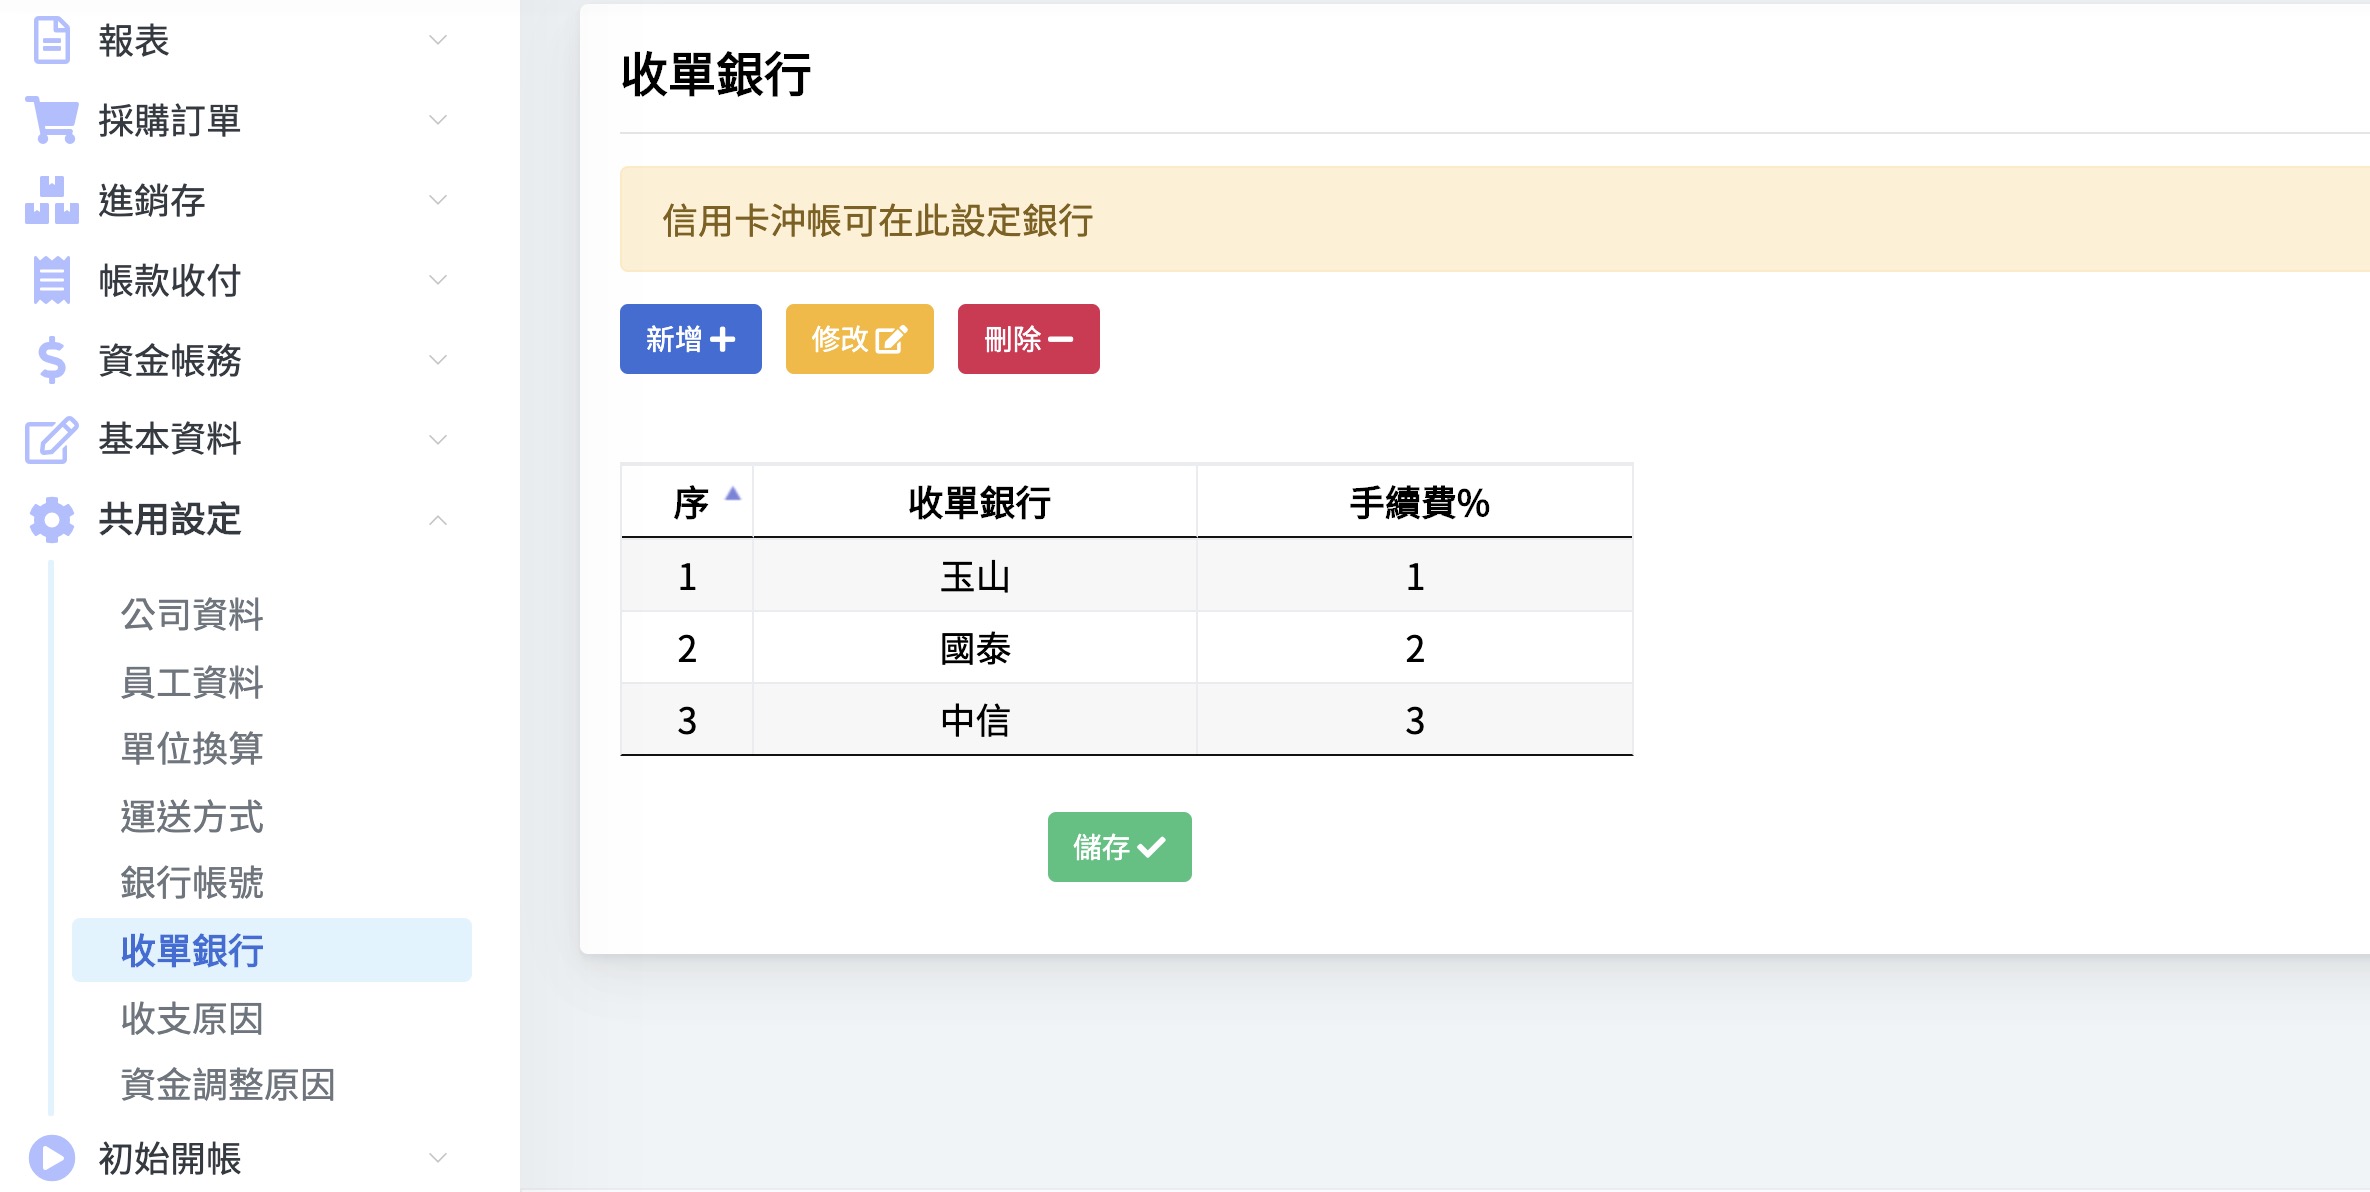 報表
採購訂單
進銷存
帳款收付
資金帳務
基本資料
共用設定
公司資料
員工資料
單位換算
運送方式
銀行帳號
收單銀行
收支原因
資金調整原因
初始開帳
收單銀行
信用卡沖帳可在此設定銀行
新增 修改 刪除
序 收單銀行 手續費%
1 玉山 1
2 國泰 2
3 中信 3
儲存